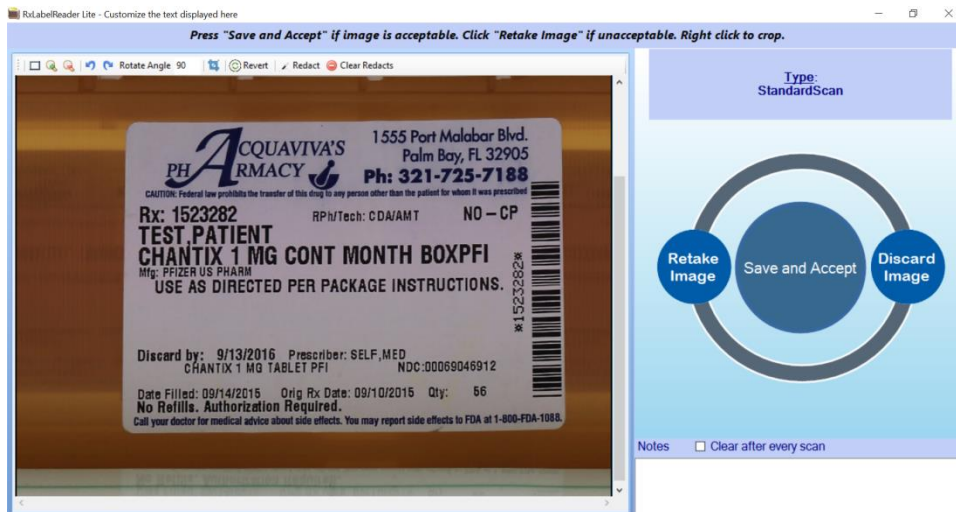 RxLabelReader Lite - Customize the text displayed here
Press "Save and Accept" if image is acceptable. Click "Retake Image" if unacceptable. Right click to crop.
Rotate Angle 90 Revert Redact Clear Redacts
ACQUAVIVA'S
PHARMACY
1555 Port Malabar Blvd.
Palm Bay, FL 32905
Ph: 321-725-7188
CAUTION: Federal law prohibits the transfer of this drug to any person other than the patient for whom it was prescribed
Rx: 1523282 RPh/Tech: CDA/AMT NO – CP
TEST,PATIENT
CHANTIX 1 MG CONT MONTH BOXPFI
Mfg: PFIZER US PHARM
USE AS DIRECTED PER PACKAGE INSTRUCTIONS.
*1523282*
Discard by: 9/13/2016 Prescriber: SELF,MED
CHANTIX 1 MG TABLET PFI NDC:00069046912
Date Filled: 09/14/2015 Orig Rx Date: 09/10/2015 Qty: 56
No Refills. Authorization Required.
Call your doctor for medical advice about side effects. You may report side effects to FDA at 1-800-FDA-1088.
Type:
StandardScan
Retake
Image
Save and Accept
Discard
Image
Notes Clear after every scan